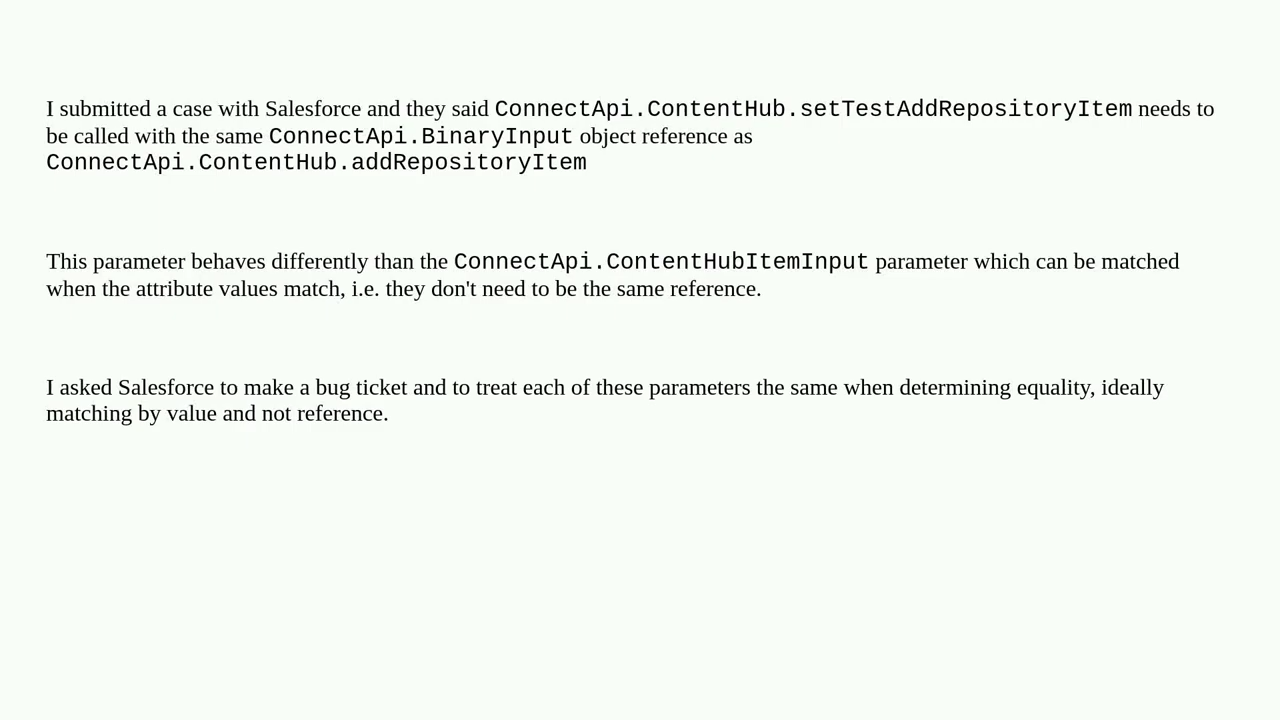 I submitted a case with Salesforce and they said ConnectApi.ContentHub.setTestAddRepositoryItem needs to
be called with the same ConnectApi.BinaryInput object reference as
ConnectApi.ContentHub.addRepositoryItem
This parameter behaves differently than the ConnectApi.ContentHubItemInput parameter which can be matched
when the attribute values match, i.e. they don't need to be the same reference.
I asked Salesforce to make a bug ticket and to treat each of these parameters the same when determining equality, ideally
matching by value and not reference.